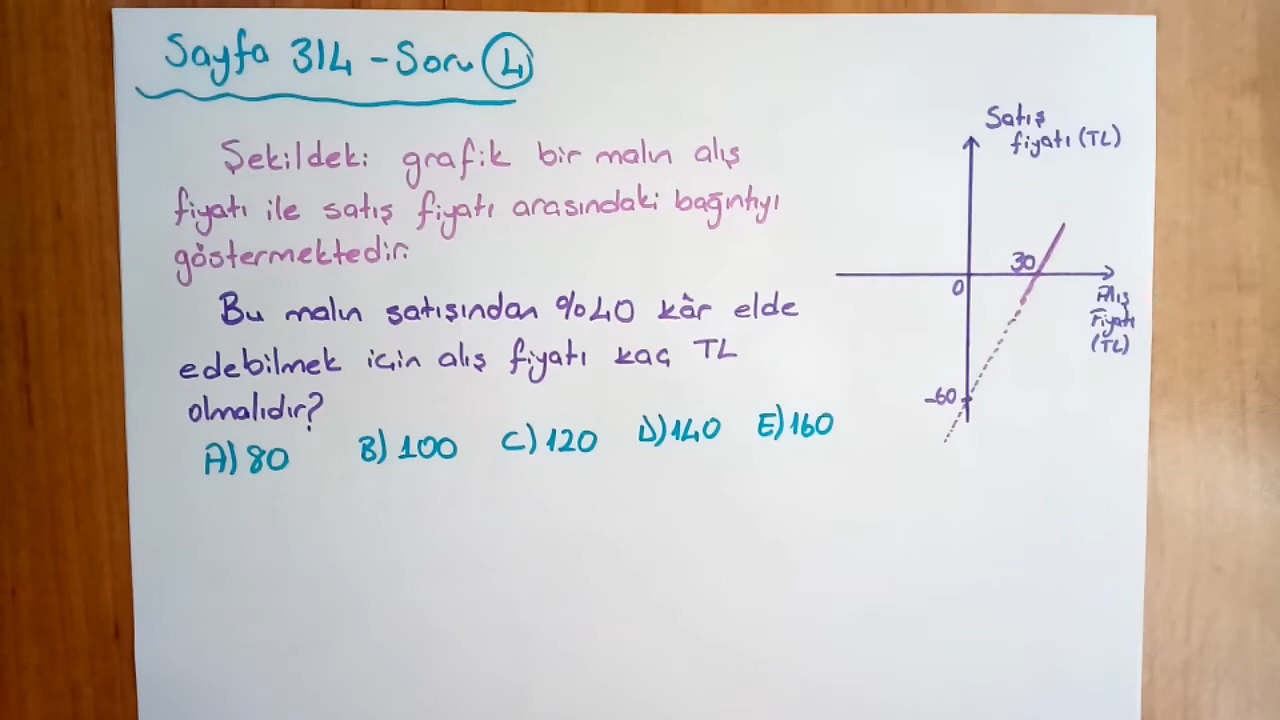 Sayfa 314 - Soru 4
Şekildeki grafik bir malın alış
fiyatı ile satış fiyatı arasındaki bağıntıyı
göstermektedir.
Bu malın satışından %40 kâr elde
edebilmek için alış fiyatı kaç TL
olmalıdır?
A) 80 B) 100 C) 120 D) 140 E) 160
Satış
fiyatı (TL)
30
0
Alış
Fiyatı
(TL)
-60